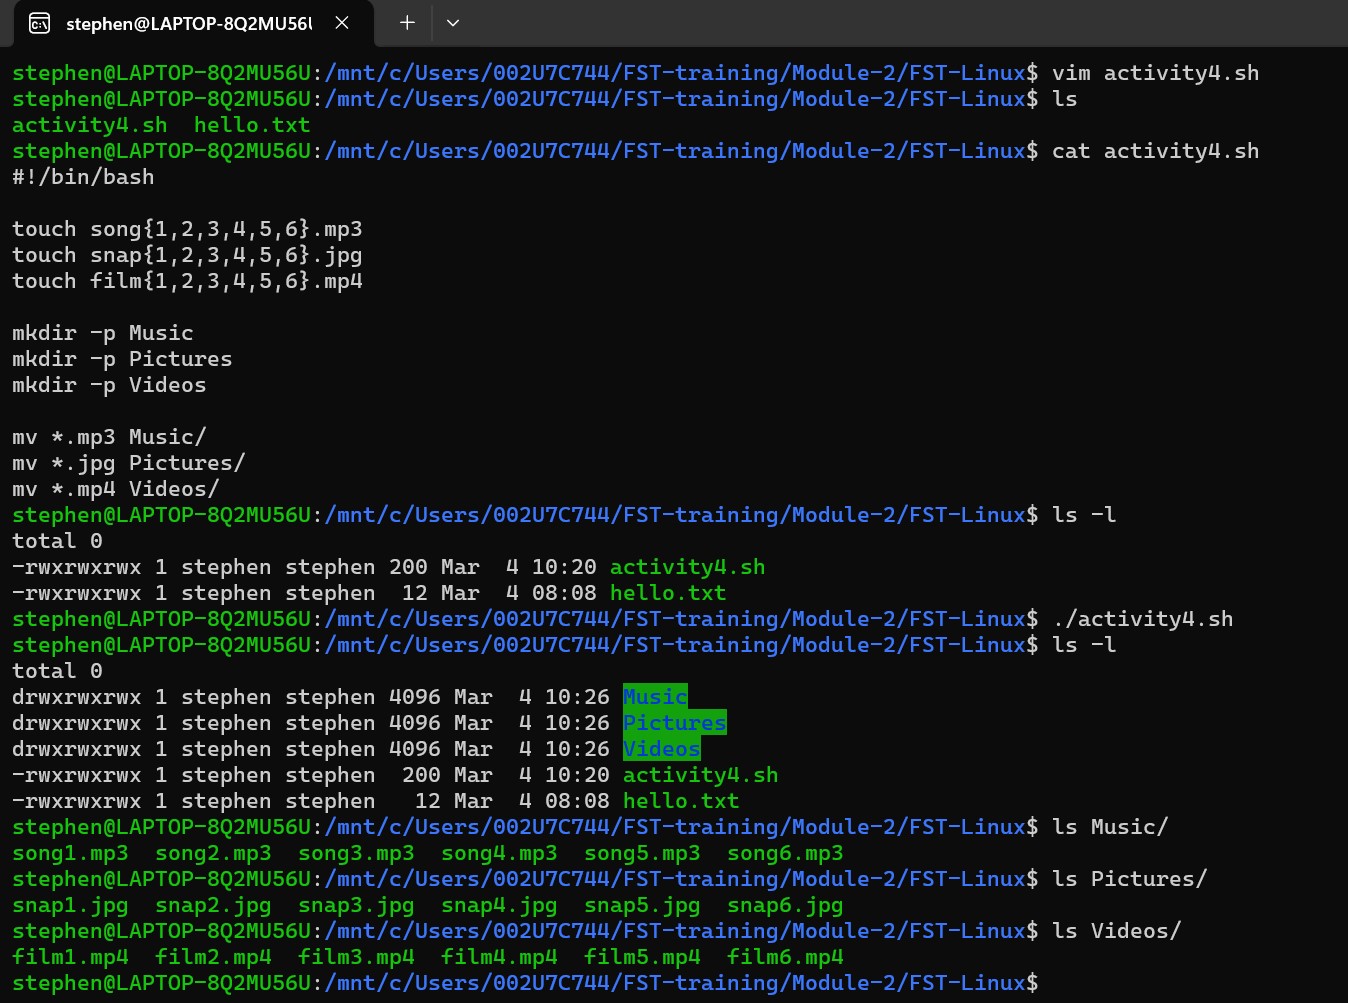 stephen@LAPTOP-8Q2MU56U
stephen@LAPTOP-8Q2MU56U:/mnt/c/Users/002U7C744/FST-training/Module-2/FST-Linux$ vim activity4.sh
stephen@LAPTOP-8Q2MU56U:/mnt/c/Users/002U7C744/FST-training/Module-2/FST-Linux$ ls
activity4.sh  hello.txt
stephen@LAPTOP-8Q2MU56U:/mnt/c/Users/002U7C744/FST-training/Module-2/FST-Linux$ cat activity4.sh
#!/bin/bash

touch song{1,2,3,4,5,6}.mp3
touch snap{1,2,3,4,5,6}.jpg
touch film{1,2,3,4,5,6}.mp4

mkdir -p Music
mkdir -p Pictures
mkdir -p Videos

mv *.mp3 Music/
mv *.jpg Pictures/
mv *.mp4 Videos/
stephen@LAPTOP-8Q2MU56U:/mnt/c/Users/002U7C744/FST-training/Module-2/FST-Linux$ ls -l
total 0
-rwxrwxrwx 1 stephen stephen 200 Mar  4 10:20 activity4.sh
-rwxrwxrwx 1 stephen stephen  12 Mar  4 08:08 hello.txt
stephen@LAPTOP-8Q2MU56U:/mnt/c/Users/002U7C744/FST-training/Module-2/FST-Linux$ ./activity4.sh
stephen@LAPTOP-8Q2MU56U:/mnt/c/Users/002U7C744/FST-training/Module-2/FST-Linux$ ls -l
total 0
drwxrwxrwx 1 stephen stephen 4096 Mar  4 10:26 Music
drwxrwxrwx 1 stephen stephen 4096 Mar  4 10:26 Pictures
drwxrwxrwx 1 stephen stephen 4096 Mar  4 10:26 Videos
-rwxrwxrwx 1 stephen stephen  200 Mar  4 10:20 activity4.sh
-rwxrwxrwx 1 stephen stephen   12 Mar  4 08:08 hello.txt
stephen@LAPTOP-8Q2MU56U:/mnt/c/Users/002U7C744/FST-training/Module-2/FST-Linux$ ls Music/
song1.mp3  song2.mp3  song3.mp3  song4.mp3  song5.mp3  song6.mp3
stephen@LAPTOP-8Q2MU56U:/mnt/c/Users/002U7C744/FST-training/Module-2/FST-Linux$ ls Pictures/
snap1.jpg  snap2.jpg  snap3.jpg  snap4.jpg  snap5.jpg  snap6.jpg
stephen@LAPTOP-8Q2MU56U:/mnt/c/Users/002U7C744/FST-training/Module-2/FST-Linux$ ls Videos/
film1.mp4  film2.mp4  film3.mp4  film4.mp4  film5.mp4  film6.mp4
stephen@LAPTOP-8Q2MU56U:/mnt/c/Users/002U7C744/FST-training/Module-2/FST-Linux$